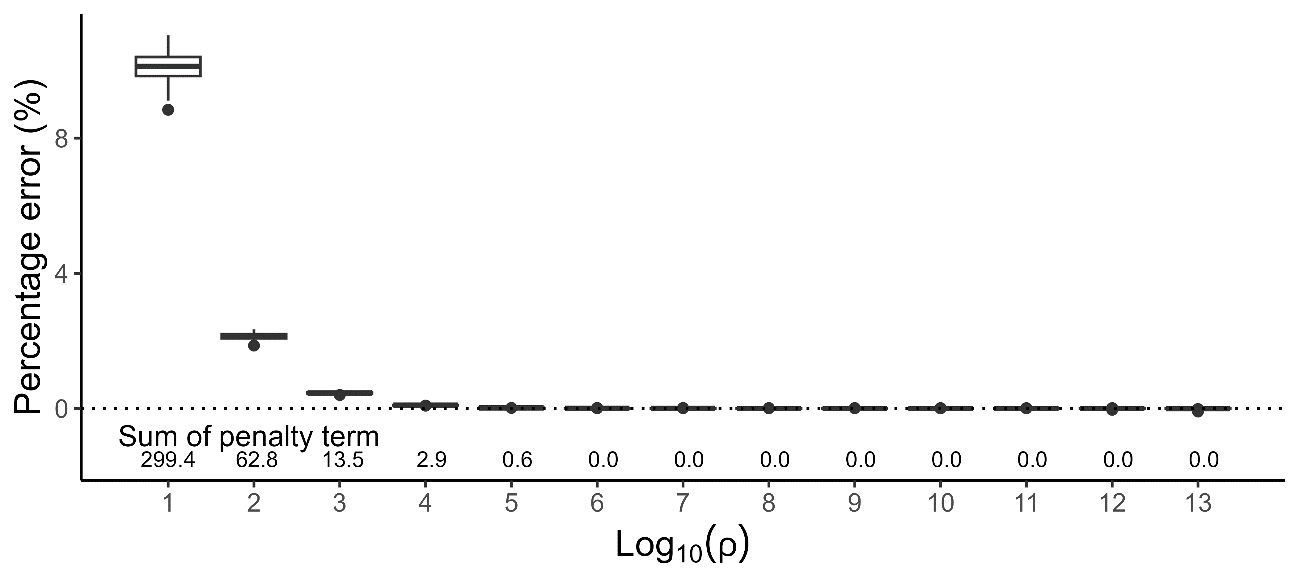 Percentage error (%)
8
4
0
Sum of penalty term
299.4 62.8 13.5 2.9 0.6 0.0 0.0 0.0 0.0 0.0 0.0 0.0 0.0
1 2 3 4 5 6 7 8 9 10 11 12 13
Log₁₀(ρ)